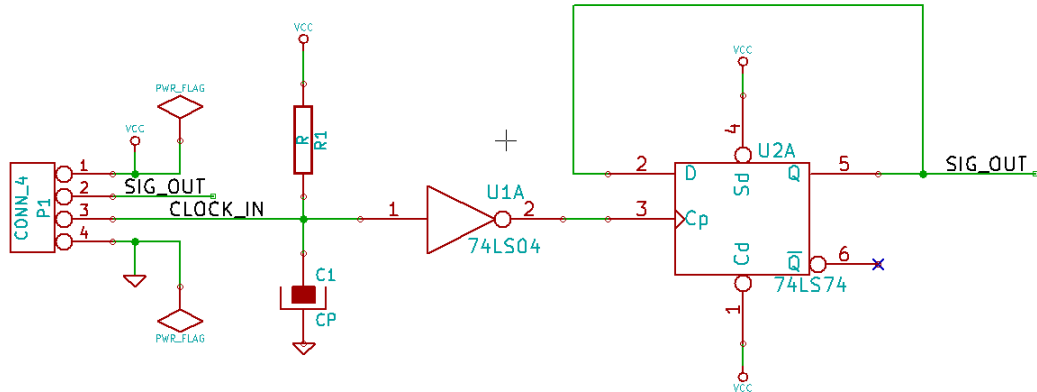 VCC
VCC
PWR_FLAG
VCC
4
R
R1
1
CONN_4
P1
2
SIG_OUT
3
CLOCK_IN
4
U1A
1
2
74LS04
U2A
2
D
Sd
Q
5
SIG_OUT
3
Cp
Cd
Q
6
74LS74
1
C1
CP
PWR_FLAG
VCC